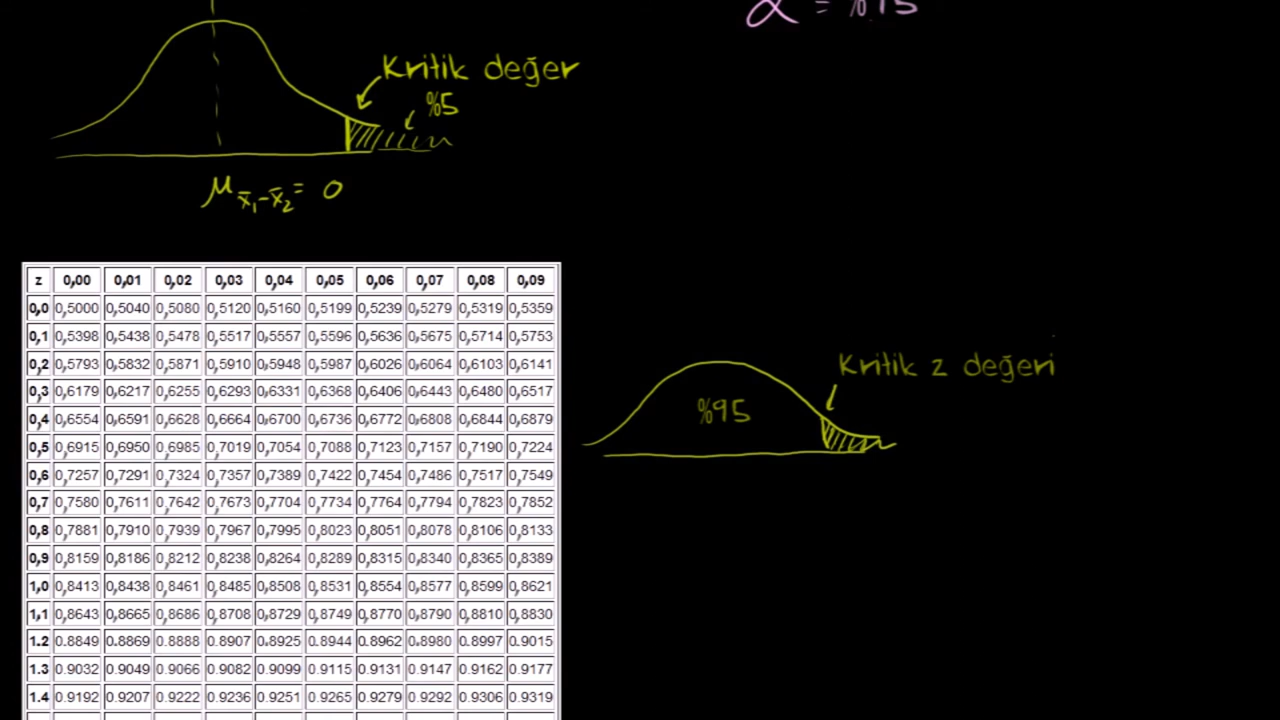 α = %15
Kritik değer
%5
μx̄₁-x̄₂ = 0
z 0,00 0,01 0,02 0,03 0,04 0,05 0,06 0,07 0,08 0,09
0,0 0,5000 0,5040 0,5080 0,5120 0,5160 0,5199 0,5239 0,5279 0,5319 0,5359
0,1 0,5398 0,5438 0,5478 0,5517 0,5557 0,5596 0,5636 0,5675 0,5714 0,5753
0,2 0,5793 0,5832 0,5871 0,5910 0,5948 0,5987 0,6026 0,6064 0,6103 0,6141
0,3 0,6179 0,6217 0,6255 0,6293 0,6331 0,6368 0,6406 0,6443 0,6480 0,6517
0,4 0,6554 0,6591 0,6628 0,6664 0,6700 0,6736 0,6772 0,6808 0,6844 0,6879
0,5 0,6915 0,6950 0,6985 0,7019 0,7054 0,7088 0,7123 0,7157 0,7190 0,7224
0,6 0,7257 0,7291 0,7324 0,7357 0,7389 0,7422 0,7454 0,7486 0,7517 0,7549
0,7 0,7580 0,7611 0,7642 0,7673 0,7704 0,7734 0,7764 0,7794 0,7823 0,7852
0,8 0,7881 0,7910 0,7939 0,7967 0,7995 0,8023 0,8051 0,8078 0,8106 0,8133
0,9 0,8159 0,8186 0,8212 0,8238 0,8264 0,8289 0,8315 0,8340 0,8365 0,8389
1,0 0,8413 0,8438 0,8461 0,8485 0,8508 0,8531 0,8554 0,8577 0,8599 0,8621
1,1 0,8643 0,8665 0,8686 0,8708 0,8729 0,8749 0,8770 0,8790 0,8810 0,8830
1.2 0.8849 0.8869 0.8888 0.8907 0.8925 0.8944 0.8962 0.8980 0.8997 0.9015
1.3 0.9032 0.9049 0.9066 0.9082 0.9099 0.9115 0.9131 0.9147 0.9162 0.9177
1.4 0.9192 0.9207 0.9222 0.9236 0.9251 0.9265 0.9279 0.9292 0.9306 0.9319
Kritik z değeri
%95